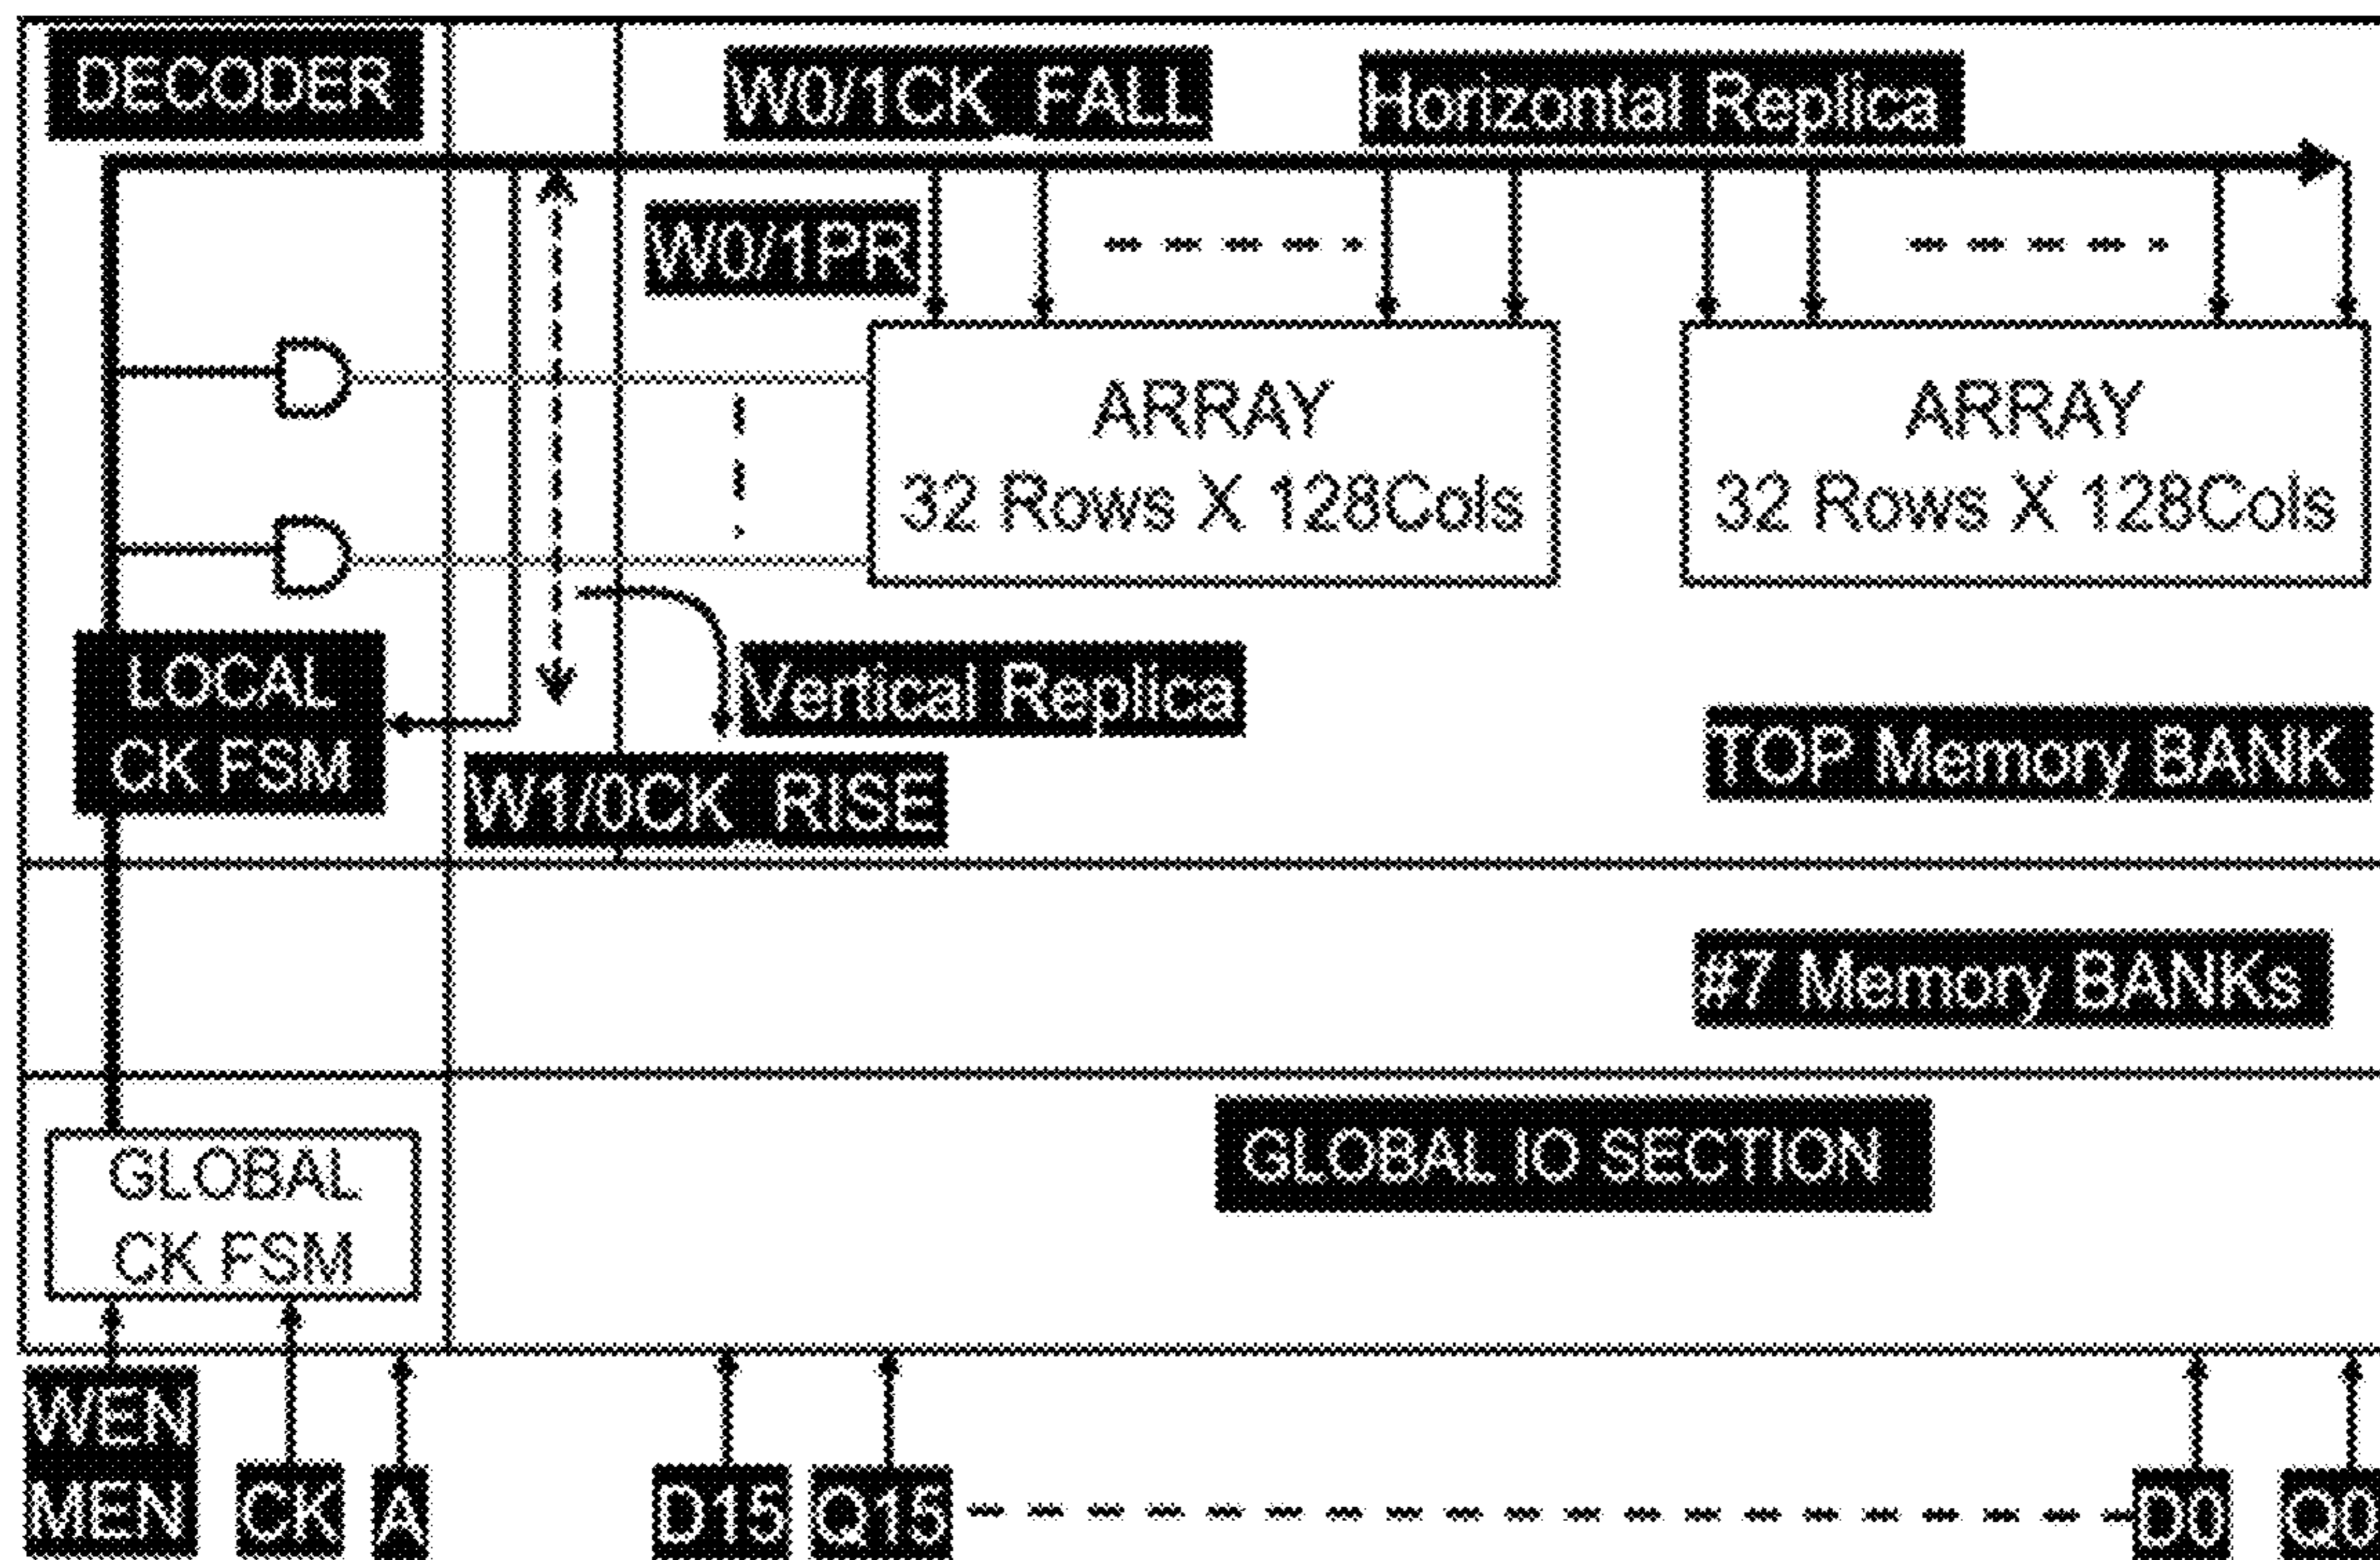 DECODER
W0/1CK_FALL
Horizontal Replica
W0/1PR
ARRAY
32 Rows X 128Cols
ARRAY
32 Rows X 128Cols
LOCAL
CK FSM
Vertical Replica
W1/0CK_RISE
TOP Memory BANK
#7 Memory BANKs
GLOBAL IO SECTION
GLOBAL
CK FSM
WEN
MEN
CK
A
D15
Q15
D0
Q0